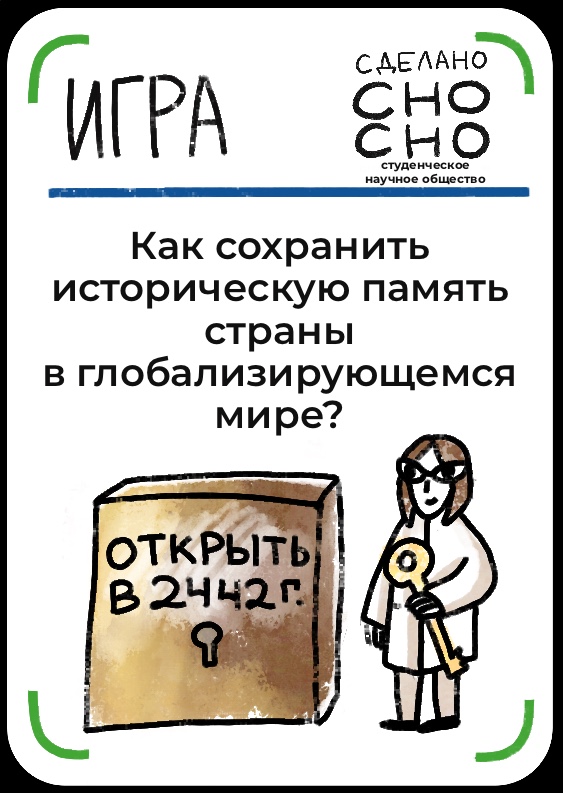 ИГРА
СДЕЛАНО
СНО
СНО
студенческое
научное общество
Как сохранить
историческую память
страны
в глобализирующемся
мире?
ОТКРЫТЬ
В 2442 г.